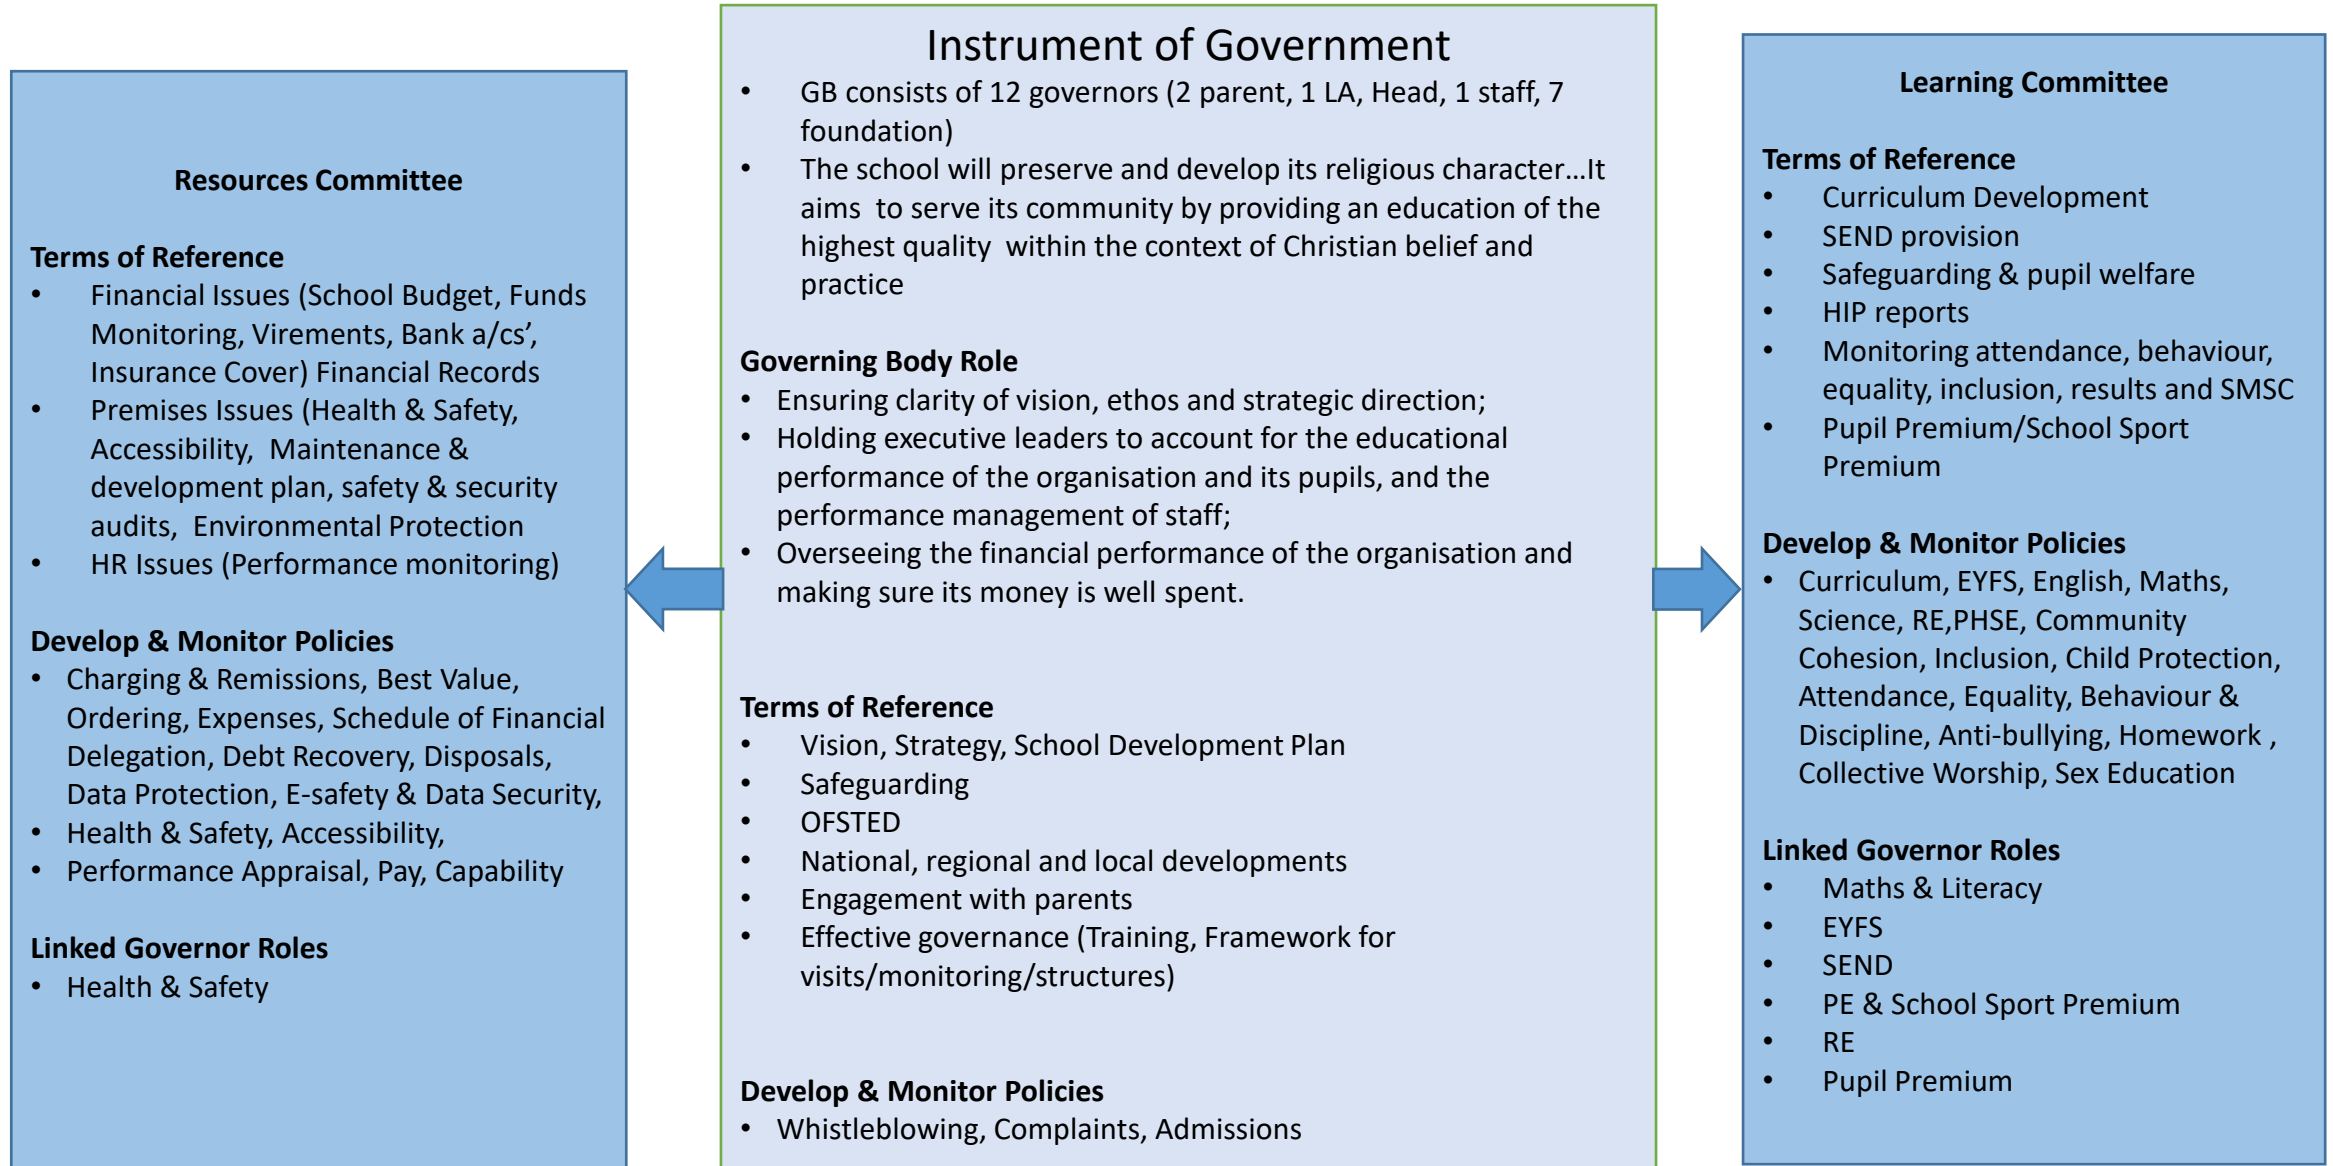 Resources Committee
Terms of Reference
• Financial Issues (School Budget, Funds
Monitoring, Virements, Bank a/cs’,
Insurance Cover) Financial Records
• Premises Issues (Health & Safety,
Accessibility, Maintenance &
development plan, safety & security
audits, Environmental Protection
• HR Issues (Performance monitoring)
Develop & Monitor Policies
• Charging & Remissions, Best Value,
Ordering, Expenses, Schedule of Financial
Delegation, Debt Recovery, Disposals,
Data Protection, E-safety & Data Security,
• Health & Safety, Accessibility,
• Performance Appraisal, Pay, Capability
Linked Governor Roles
• Health & Safety
Instrument of Government
• GB consists of 12 governors (2 parent, 1 LA, Head, 1 staff, 7
foundation)
• The school will preserve and develop its religious character…It
aims to serve its community by providing an education of the
highest quality within the context of Christian belief and
practice
Governing Body Role
• Ensuring clarity of vision, ethos and strategic direction;
• Holding executive leaders to account for the educational
performance of the organisation and its pupils, and the
performance management of staff;
• Overseeing the financial performance of the organisation and
making sure its money is well spent.
Terms of Reference
• Vision, Strategy, School Development Plan
• Safeguarding
• OFSTED
• National, regional and local developments
• Engagement with parents
• Effective governance (Training, Framework for
visits/monitoring/structures)
Develop & Monitor Policies
• Whistleblowing, Complaints, Admissions
Learning Committee
Terms of Reference
• Curriculum Development
• SEND provision
• Safeguarding & pupil welfare
• HIP reports
• Monitoring attendance, behaviour,
equality, inclusion, results and SMSC
• Pupil Premium/School Sport
Premium
Develop & Monitor Policies
• Curriculum, EYFS, English, Maths,
Science, RE,PHSE, Community
Cohesion, Inclusion, Child Protection,
Attendance, Equality, Behaviour &
Discipline, Anti-bullying, Homework ,
Collective Worship, Sex Education
Linked Governor Roles
• Maths & Literacy
• EYFS
• SEND
• PE & School Sport Premium
• RE
• Pupil Premium